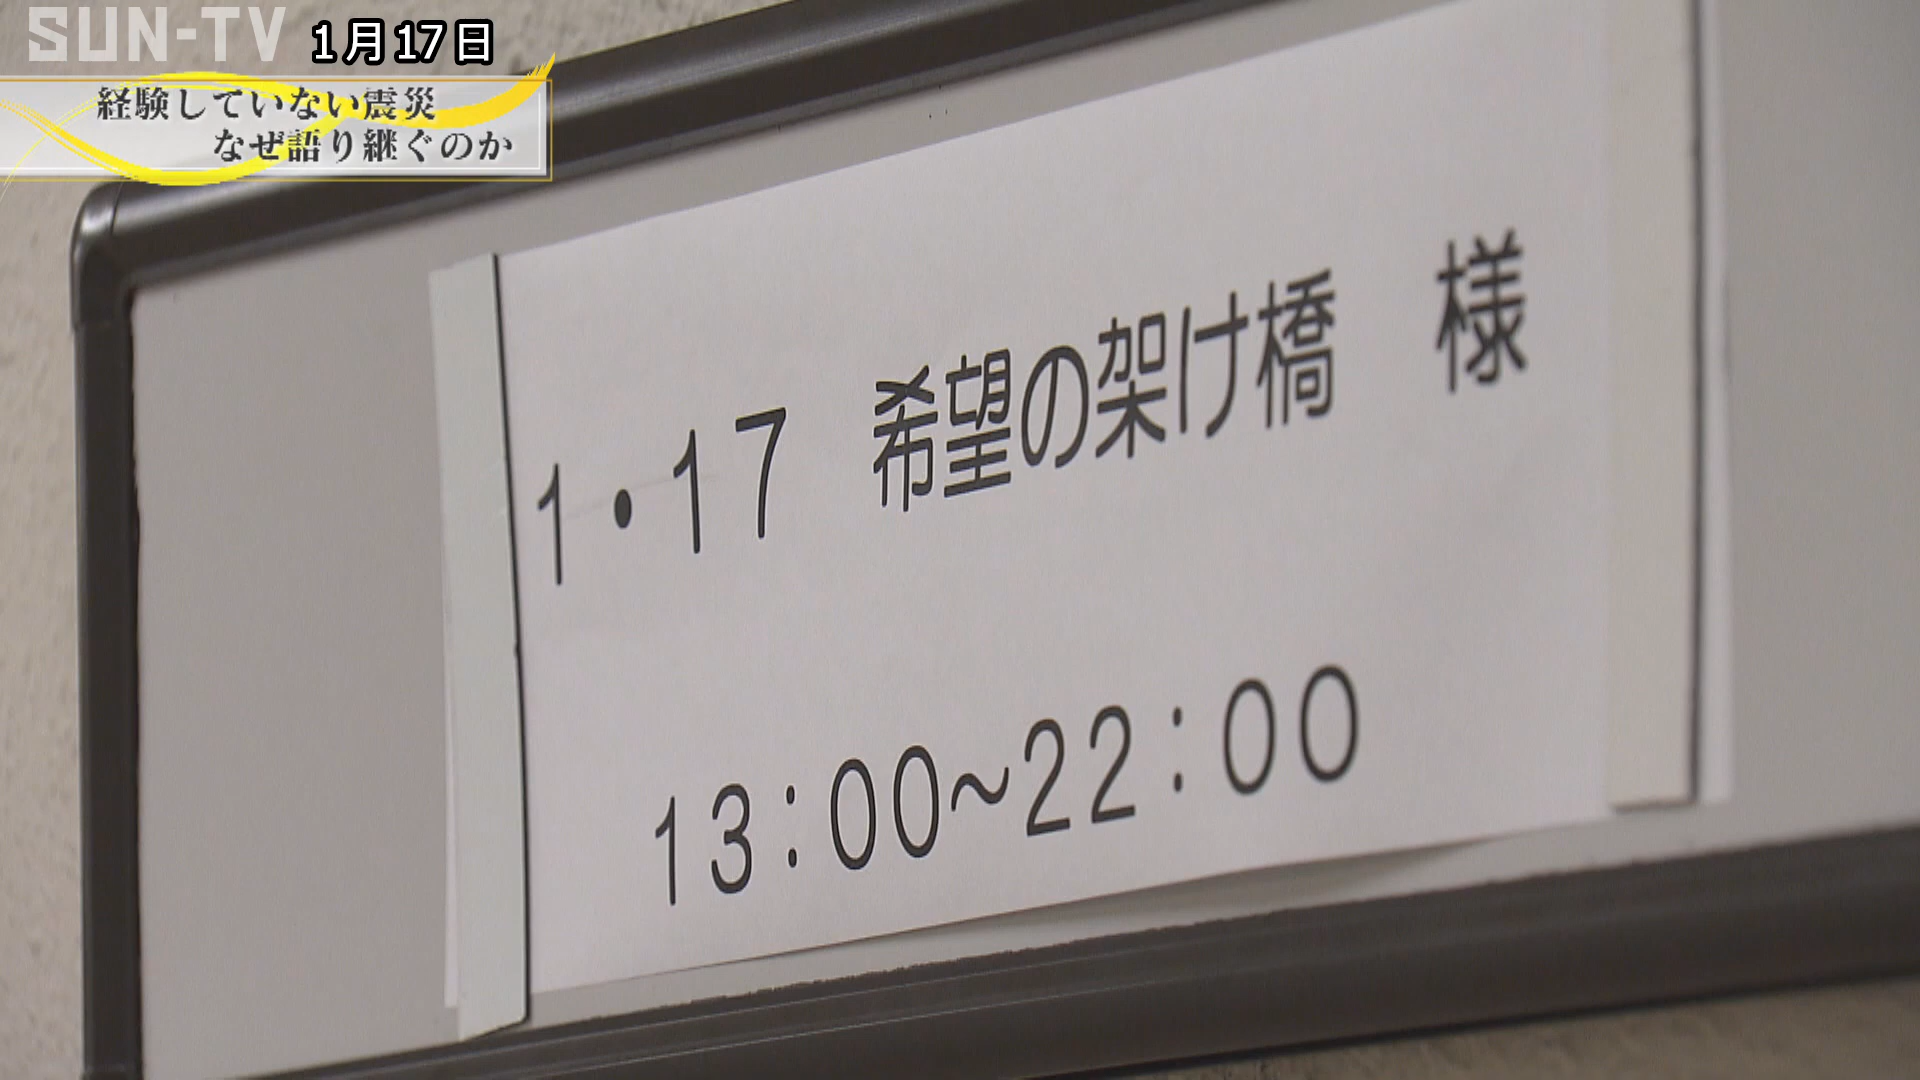 SUN-TV 1月17日
経験していない震災
なぜ語り継ぐのか
1・17 希望の架け橋 様
13:00～22:00